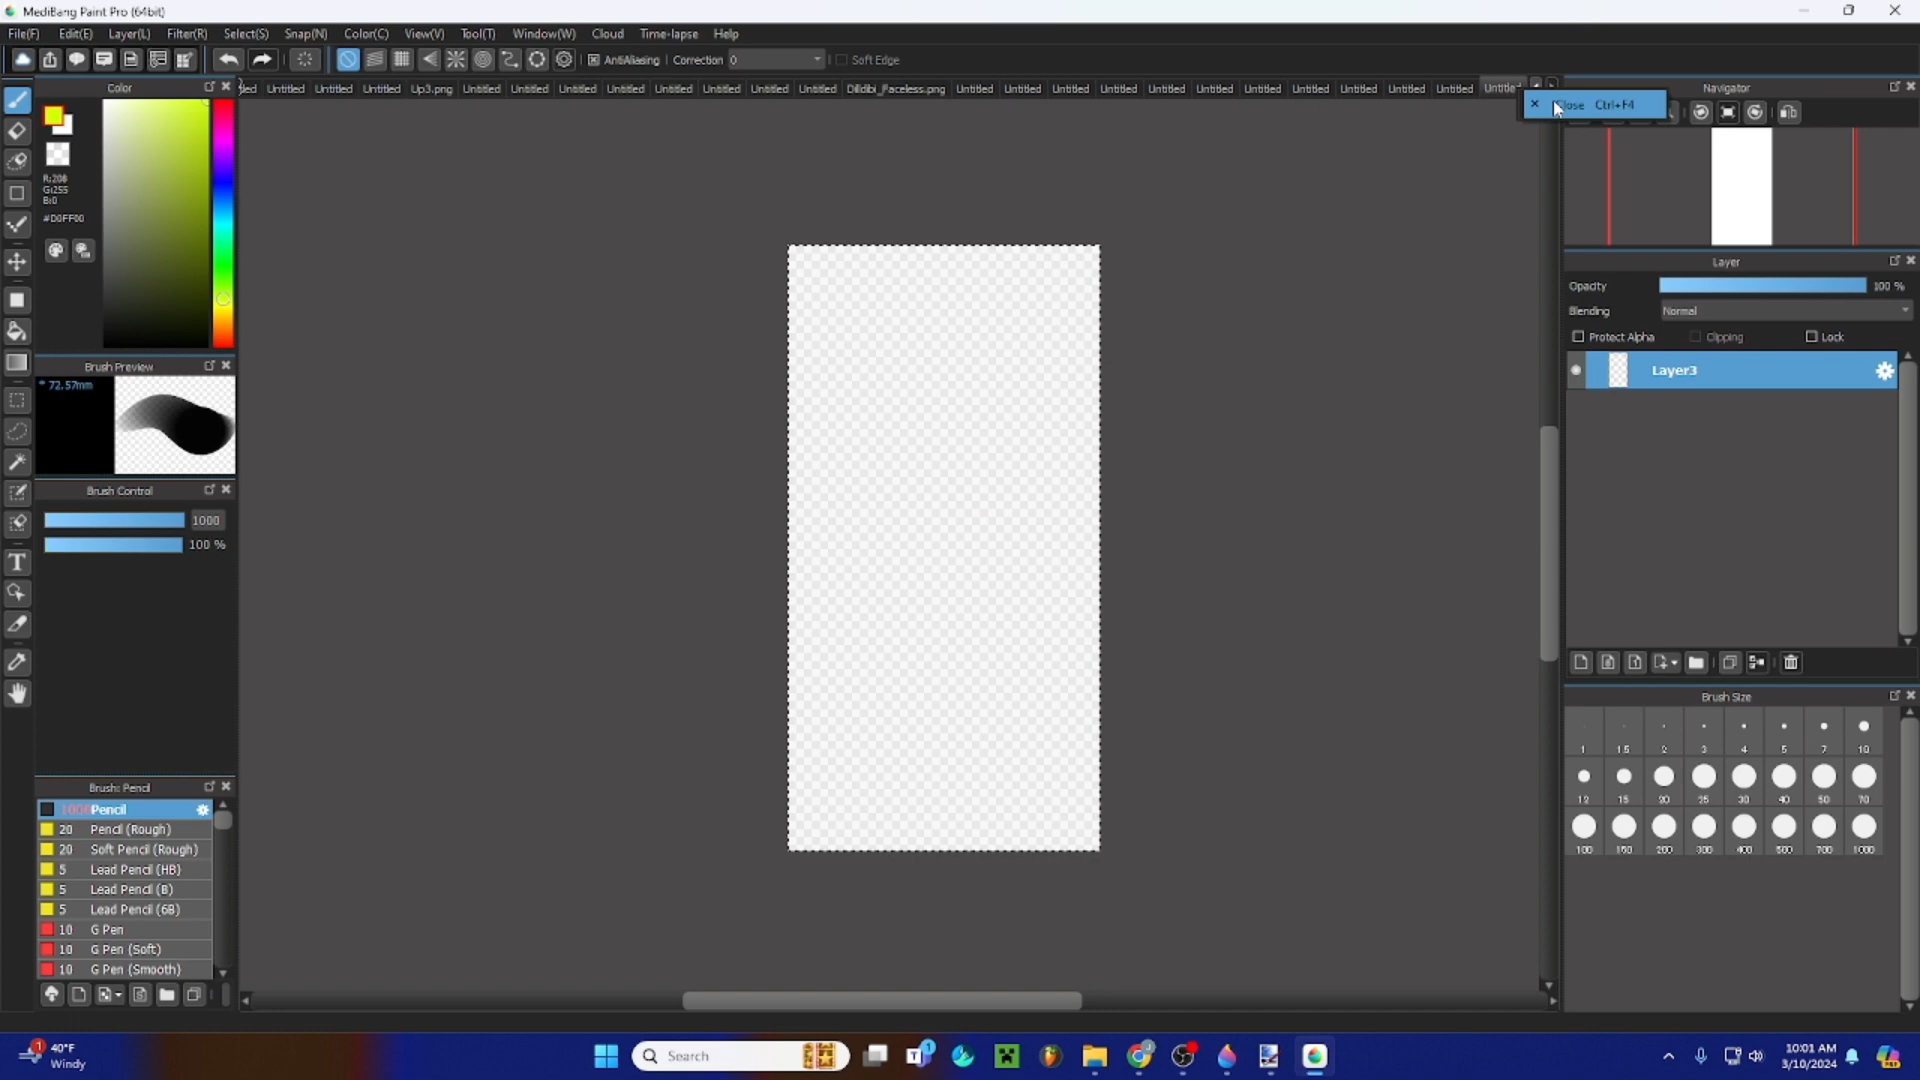 MediBang Paint Pro (64bit)
File(F) Edit(E) Layer(L) Filter(R) Select(S) Snap(N) Color(C) View(V) Tool(T) Window(W) Cloud Time-lapse Help
AntiAliasing Correction 0 Soft Edge
Color
Untitled Untitled Untitled Up3.png Untitled Untitled Untitled Untitled Untitled Untitled Untitled Untitled Untitled Untitled Untitled Untitled Untitled Untitled Untitled Untitled Untitled Untitled Untitled
Navigator
Close Ctrl+F4
R:208
G:255
B:0
#D0FF00
Layer
Opacity 100 %
Blending Normal
Protect Alpha Clipping Lock
Layer3
Brush Preview
* 72.57mm
Brush Control
1000
100 %
Brush Size
1 1.5 2 3 4 5 7 10
12 15 20 25 30 40 50 70
100 150 200 300 400 500 700 1000
Brush: Pencil
1000 Pencil
20 Pencil (Rough)
20 Soft Pencil (Rough)
5 Lead Pencil (HB)
5 Lead Pencil (B)
5 Lead Pencil (6B)
10 G Pen
10 G Pen (Soft)
10 G Pen (Smooth)
1
40°F
Windy
Search
1
10:01 AM
3/10/2024